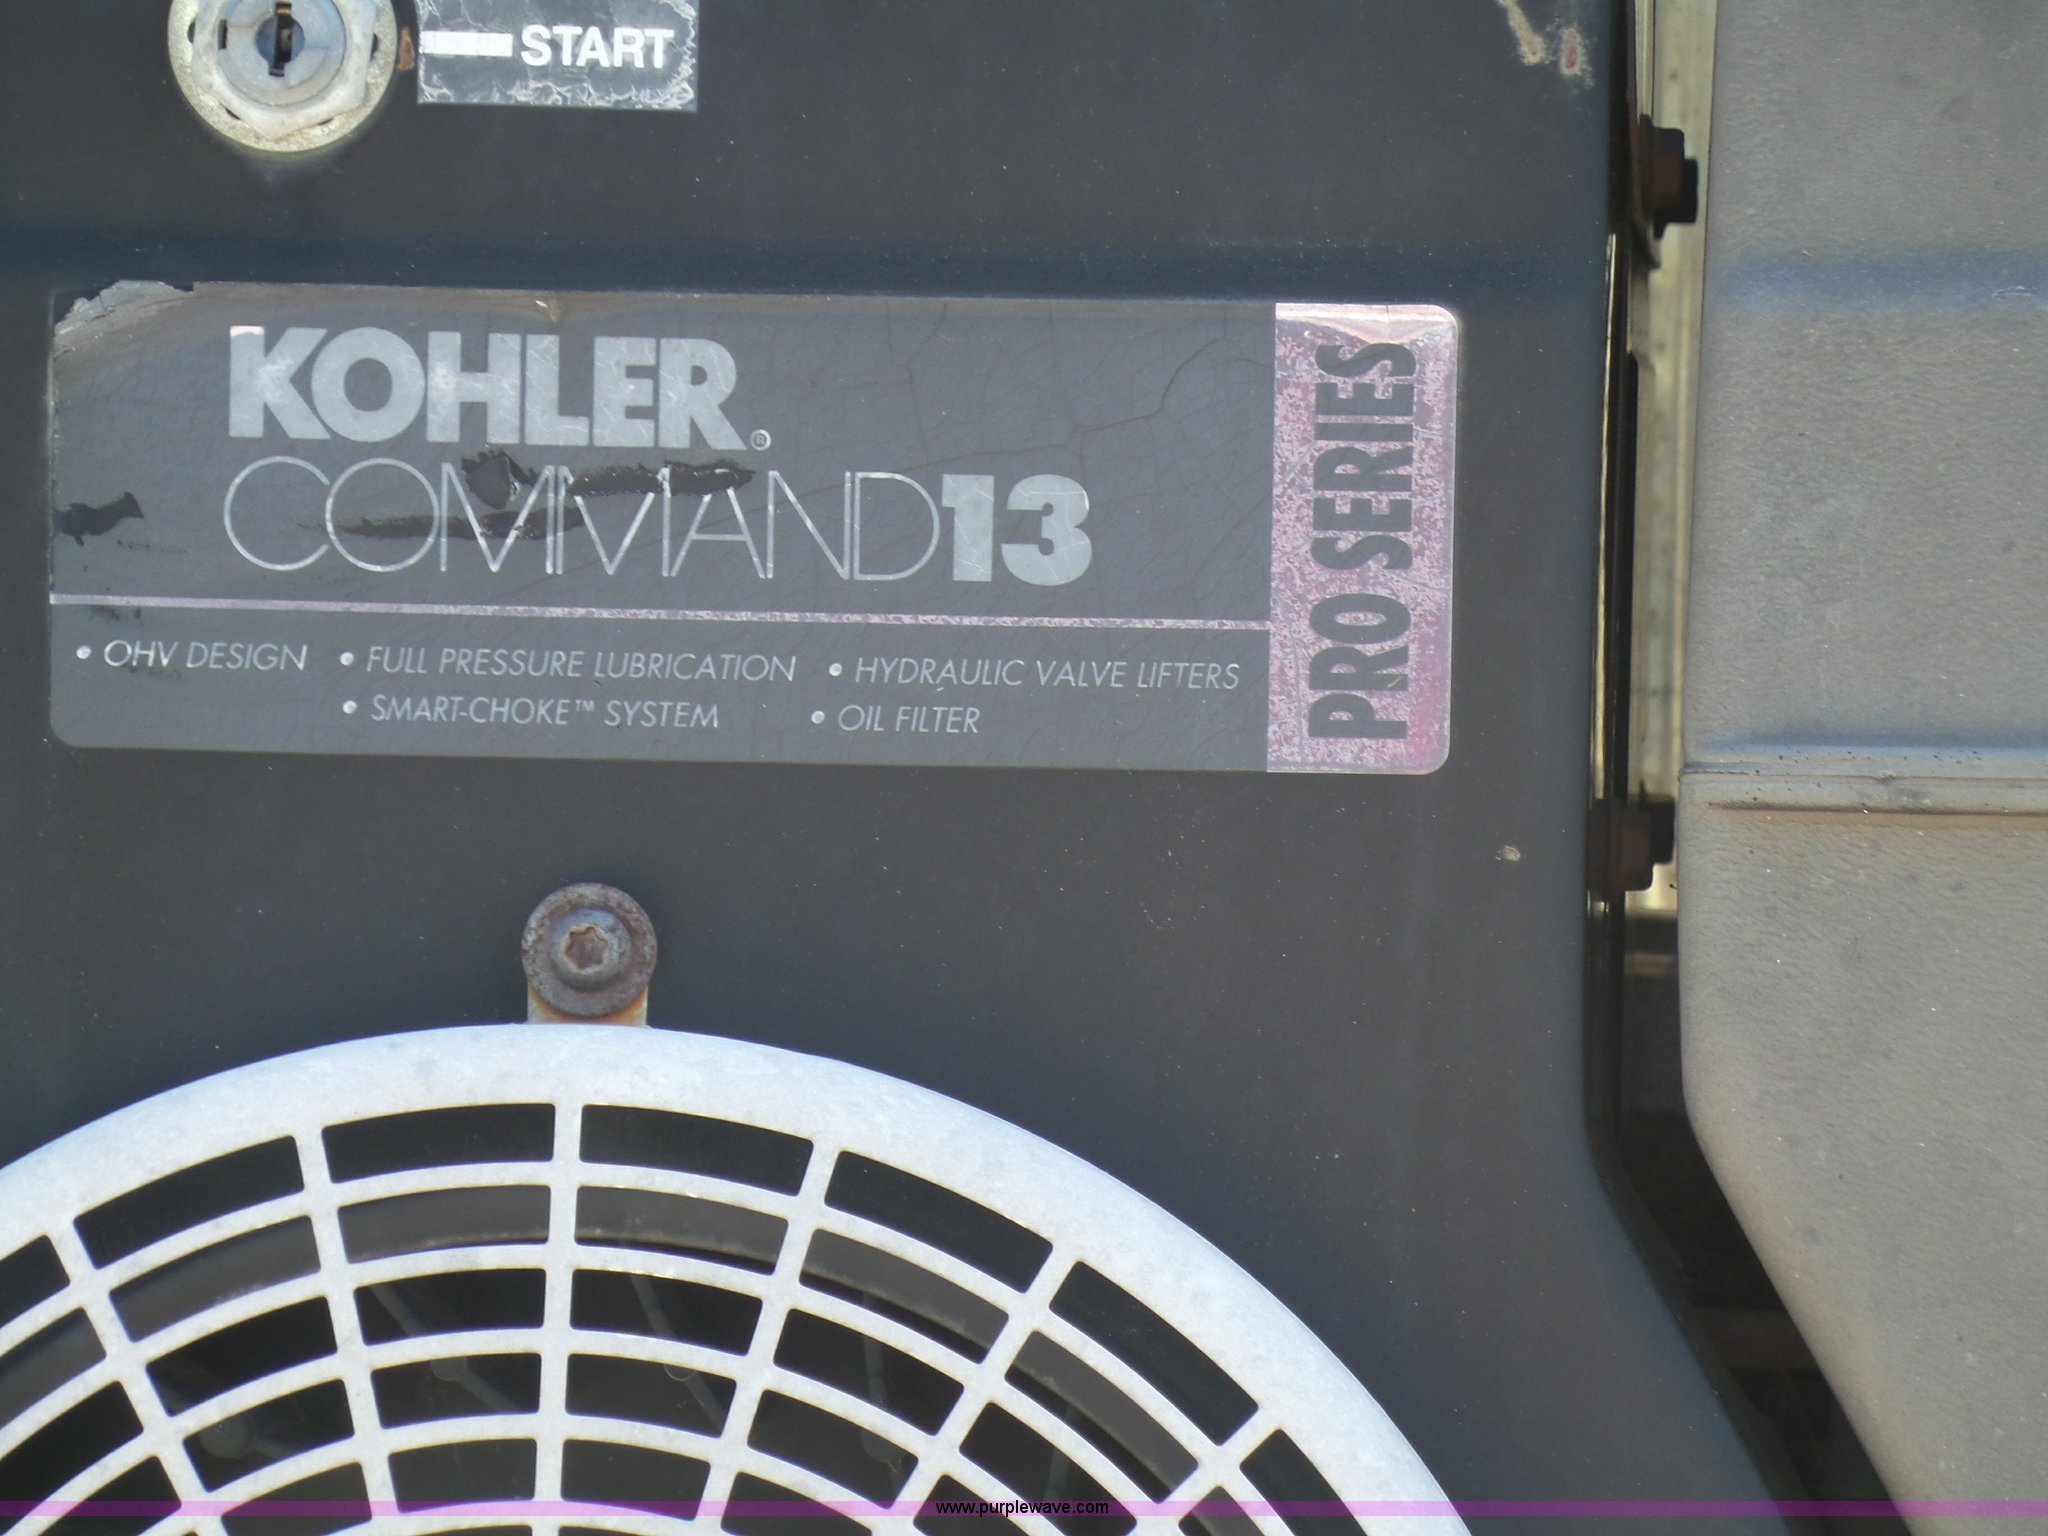 START
KOHLER®
COMMAND13
PRO SERIES
• OHV DESIGN • FULL PRESSURE LUBRICATION • HYDRAULIC VALVE LIFTERS
• SMART-CHOKE™ SYSTEM • OIL FILTER
www.purplewave.com